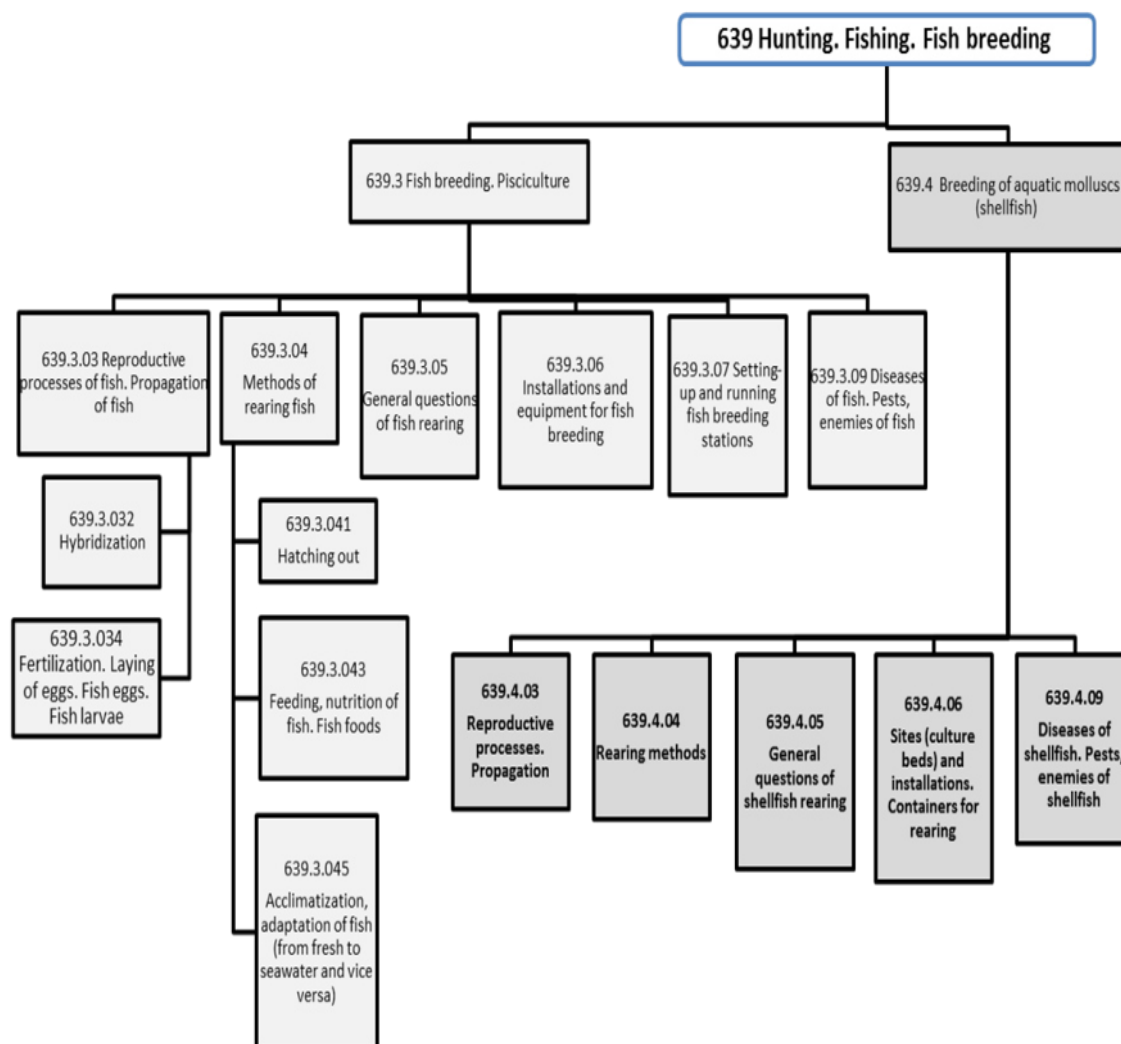 639 Hunting. Fishing. Fish breeding
639.3 Fish breeding. Pisciculture
639.4 Breeding of aquatic molluscs
(shellfish)
639.3.03 Reproductive
processes of fish. Propagation
of fish
639.3.04
Methods of
rearing fish
639.3.05
General questions
of fish rearing
639.3.06
Installations and
equipment for fish
breeding
639.3.07 Setting-
up and running
fish breeding
stations
639.3.09 Diseases
of fish. Pests,
enemies of fish
639.3.032
Hybridization
639.3.034
Fertilization. Laying
of eggs. Fish eggs.
Fish larvae
639.3.041
Hatching out
639.3.043
Feeding, nutrition of
fish. Fish foods
639.3.045
Acclimatization,
adaptation of fish
(from fresh to
seawater and vice
versa)
639.4.03
Reproductive
processes.
Propagation
639.4.04
Rearing methods
639.4.05
General
questions of
shellfish rearing
639.4.06
Sites (culture
beds) and
installations.
Containers for
rearing
639.4.09
Diseases of
shellfish. Pests,
enemies of
shellfish